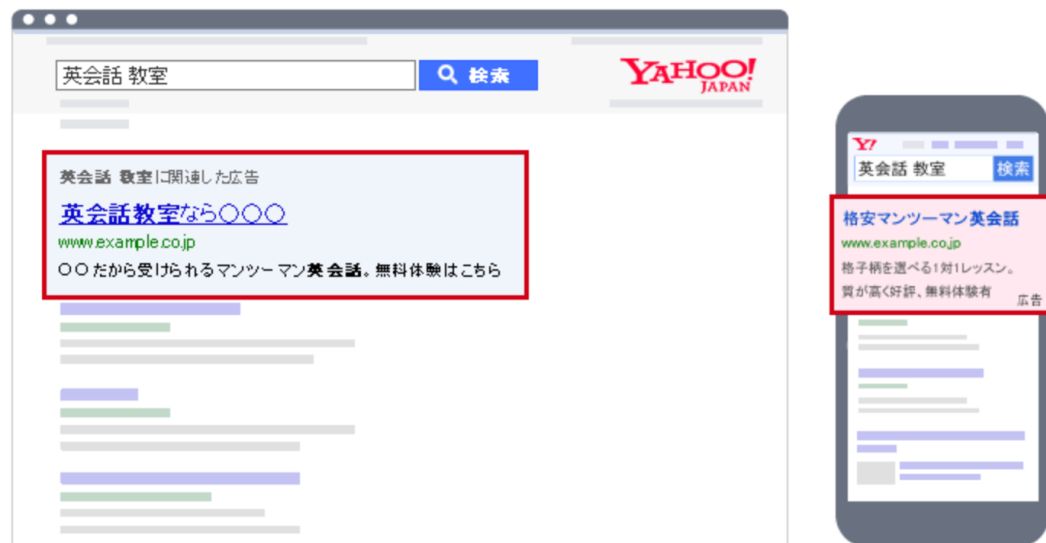 英会話 教室
検索
YAHOO!
JAPAN
英会話 教室に関連した広告
英会話教室なら○○○
www.example.co.jp
○○だから受けられるマンツーマン英会話。無料体験はこちら
Y!
英会話 教室
検索
格安マンツーマン英会話
www.example.co.jp
格子柄を選べる1対1レッスン。
質が高く好評、無料体験有
広告